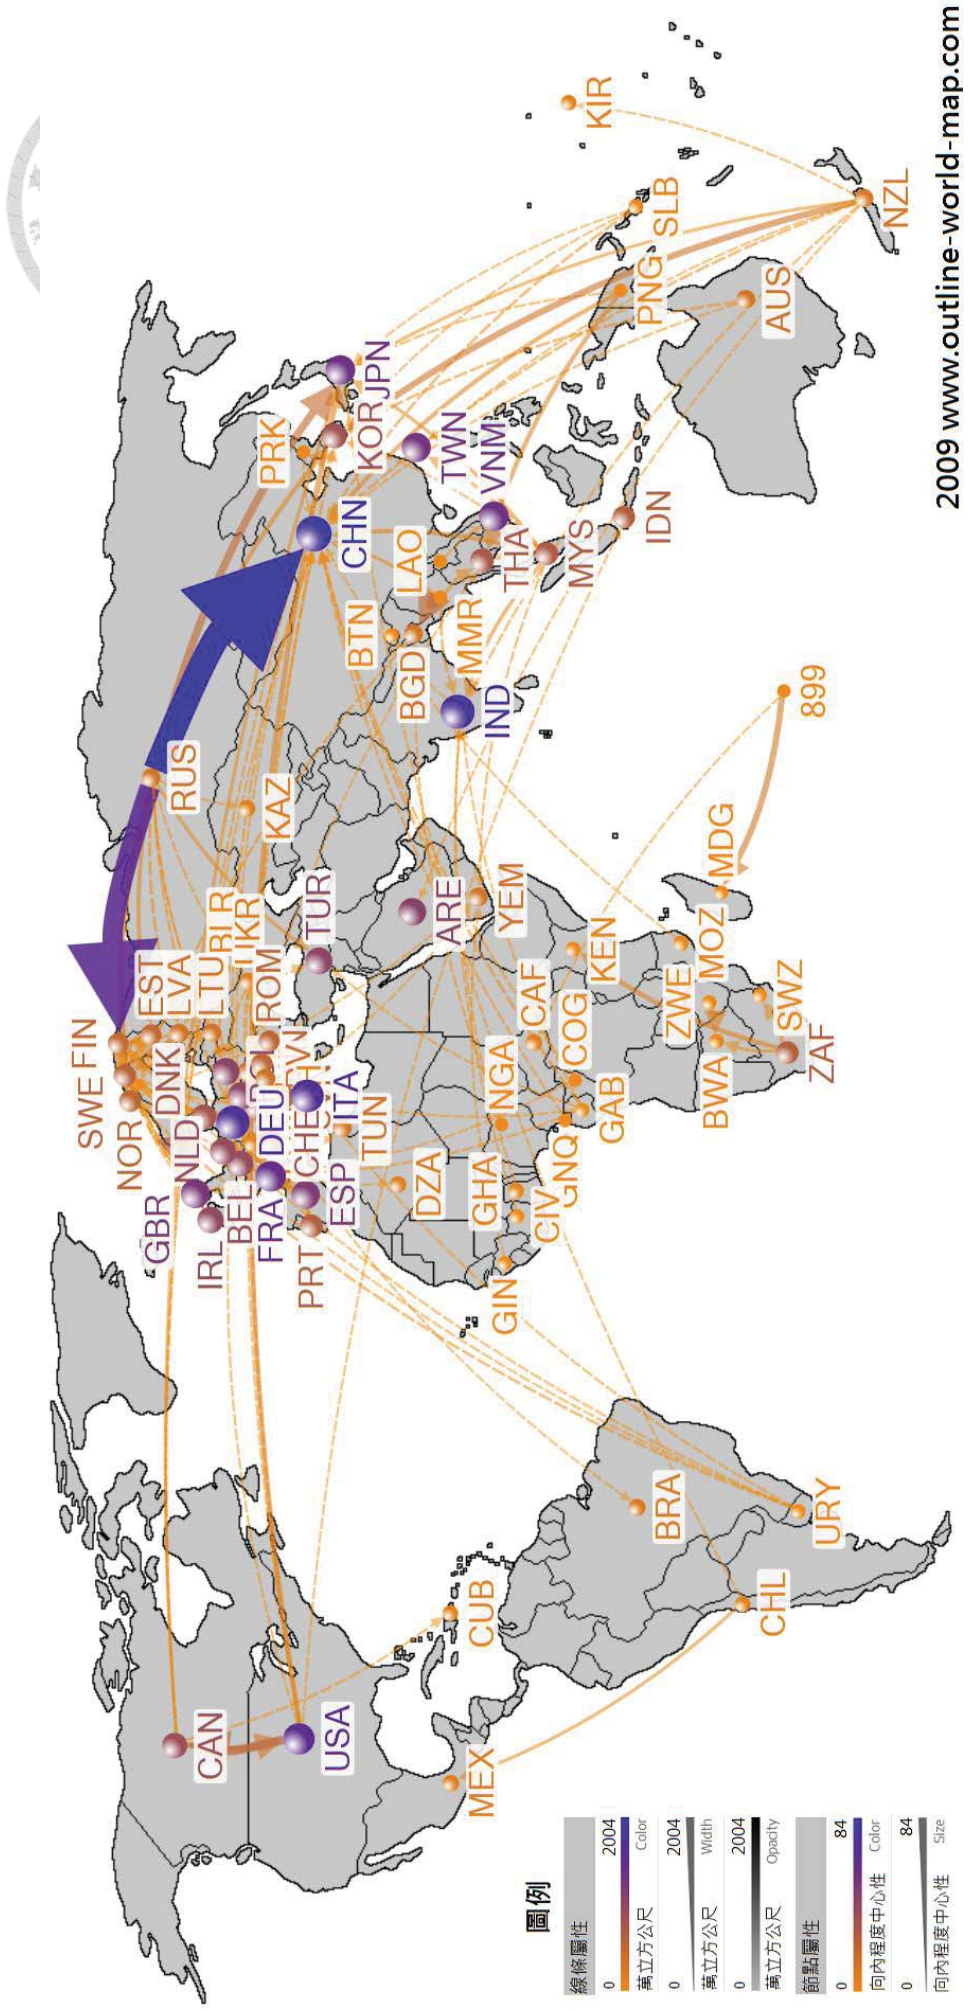 SWE
FIN
NOR
DNK
EST
LVA
LTU
RUS
GBR
NLD
IRL
BEL
DEU
FRA
CHE
ITA
ESP
PRT
ROM
TUR
KAZ
CAN
USA
MEX
CUB
PRK
KOR
JPN
CHN
TWN
VNM
LAO
THA
BTN
BGD
MMR
IND
MYS
IDN
ARE
YEM
TUN
DZA
NGA
CAF
COG
GHA
CIV
GNQ
GAB
GIN
KEN
ZWE
MOZ
MDG
BWA
SWZ
ZAF
899
KIR
SLB
PNG
AUS
NZL
BRA
URY
CHL
圖例
線條屬性
0 2004
萬立方公尺 Color
0 2004
萬立方公尺 Width
0 2004
萬立方公尺 Opacity
節點屬性
0 84
向內程度中心性 Color
0 84
向內程度中心性 Size
2009 www.outline-world-map.com